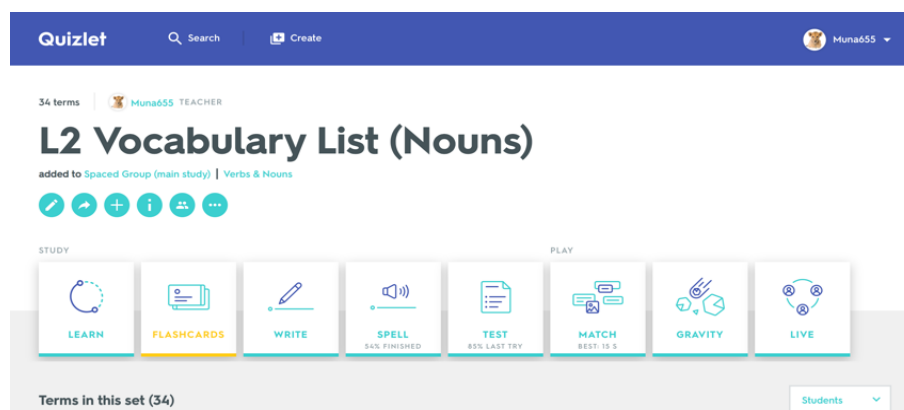 Quizlet Search Create Muna655
34 terms Muna655 TEACHER
L2 Vocabulary List (Nouns)
added to Spaced Group (main study) | Verbs & Nouns
STUDY PLAY
LEARN FLASHCARDS WRITE SPELL TEST MATCH GRAVITY LIVE
54% FINISHED 85% LAST TRY BEST: 15 S
Terms in this set (34) Students